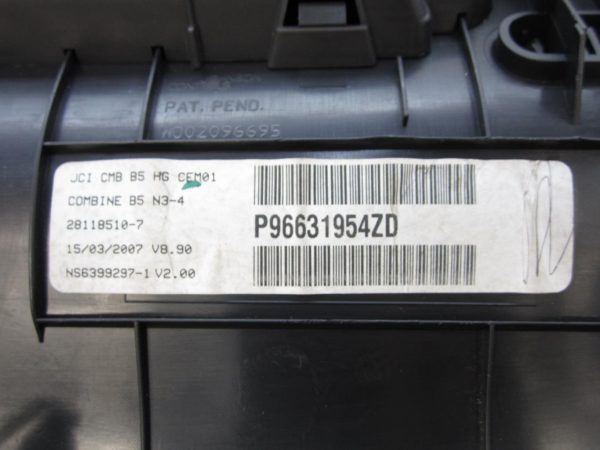 PAT. PEND.
WJ02096695
JCI CMB B5 HG CEM01
COMBINE B5 N3-4
28118510-7
15/03/2007 V8.90
NS6399297-1 V2.00
P96631954ZD